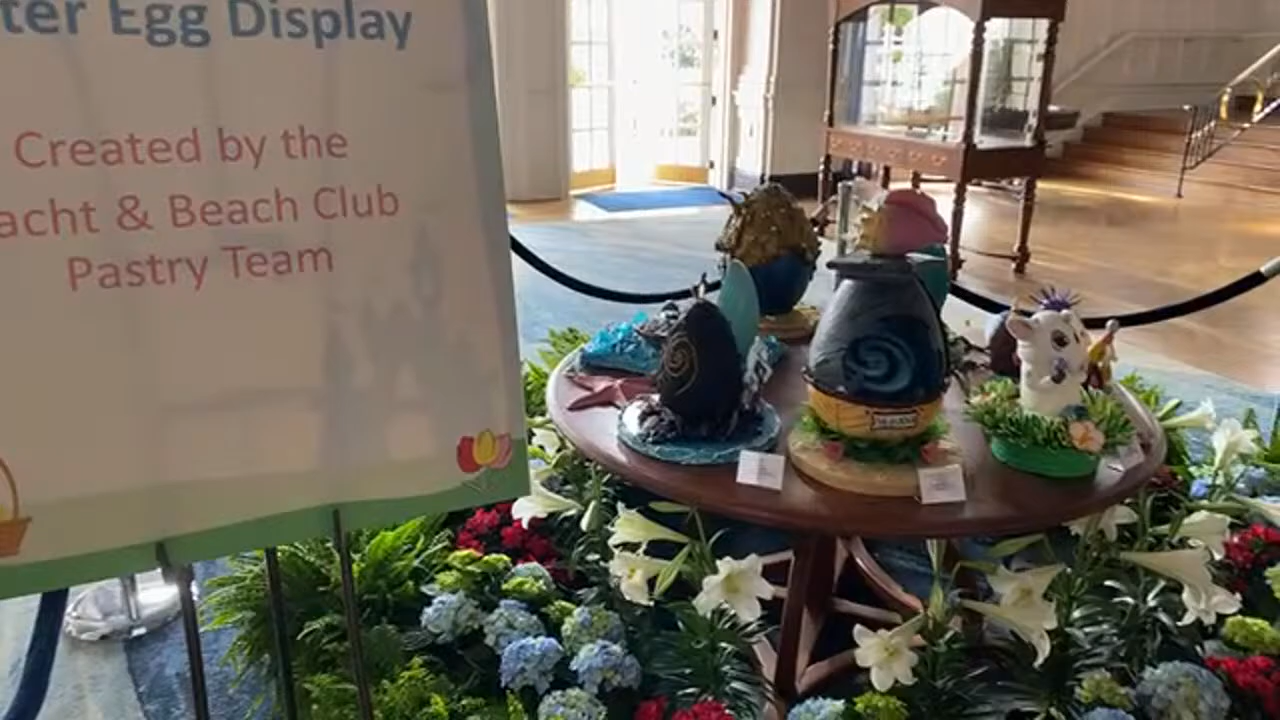 ter Egg Display
Created by the
acht & Beach Club
Pastry Team